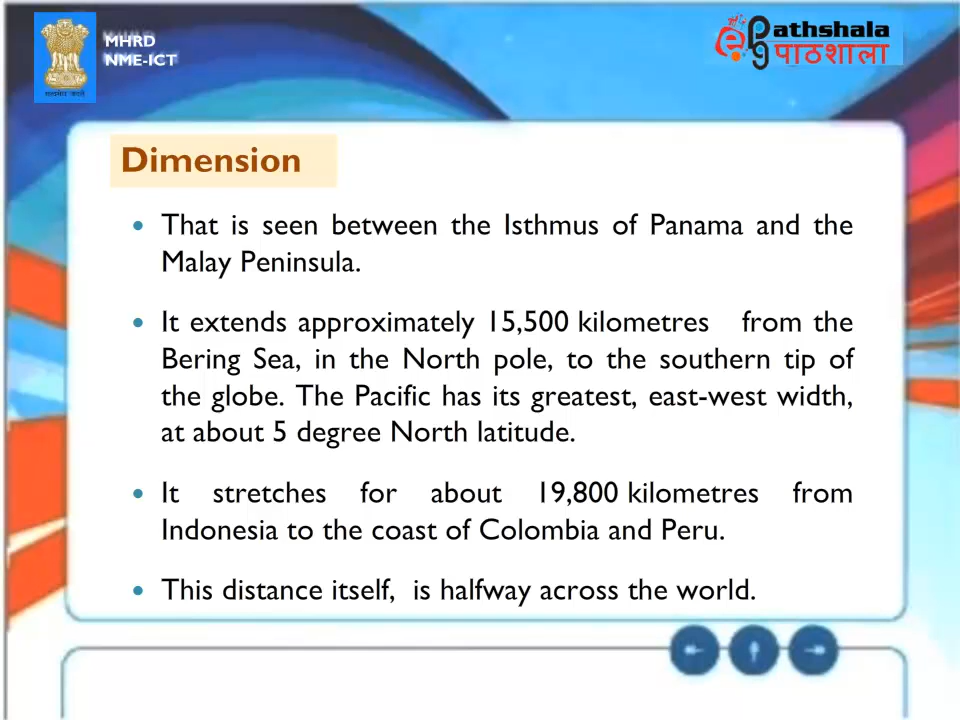 MHRD
NME-ICT
ePG athshala
पाठशाला
Dimension
• That is seen between the Isthmus of Panama and the
Malay Peninsula.
• It extends approximately 15,500 kilometres from the
Bering Sea, in the North pole, to the southern tip of
the globe. The Pacific has its greatest, east-west width,
at about 5 degree North latitude.
• It stretches for about 19,800 kilometres from
Indonesia to the coast of Colombia and Peru.
• This distance itself, is halfway across the world.